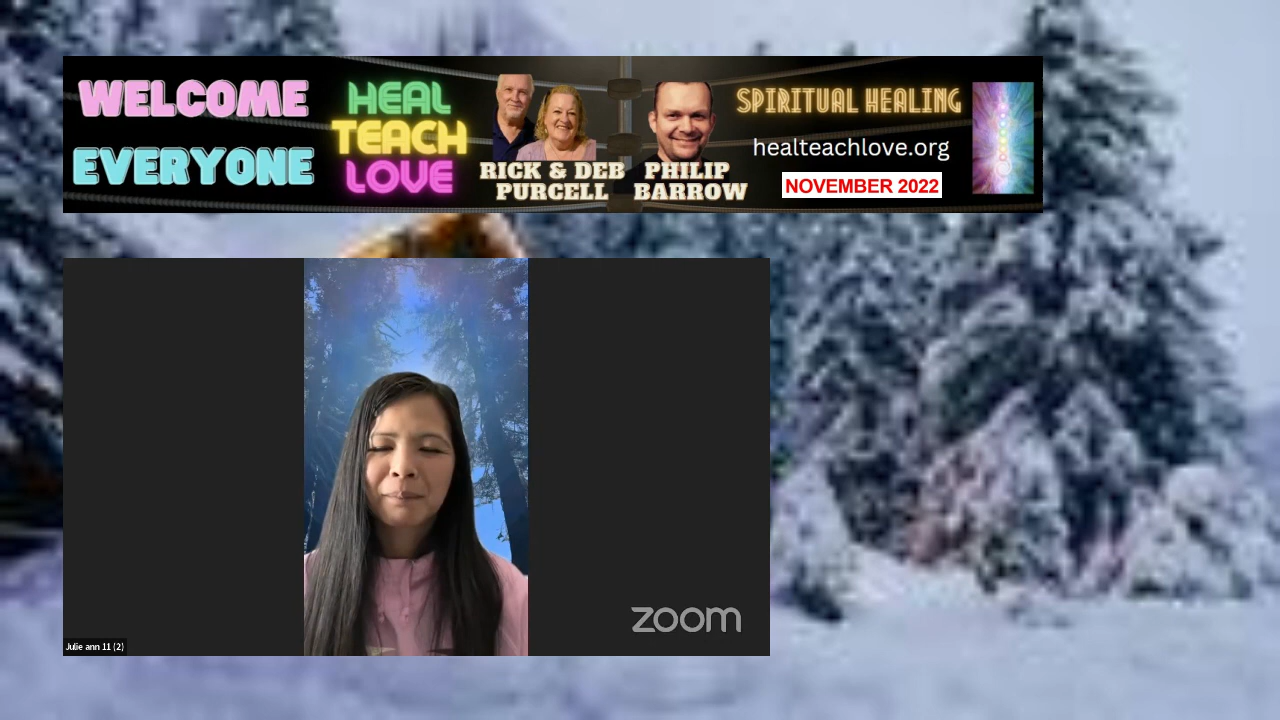 WELCOME
EVERYONE
HEAL
TEACH
LOVE
RICK & DEB
PURCELL
PHILIP
BARROW
SPIRITUAL HEALING
healteachlove.org
NOVEMBER 2022
zoom
Julie ann 11 (2)